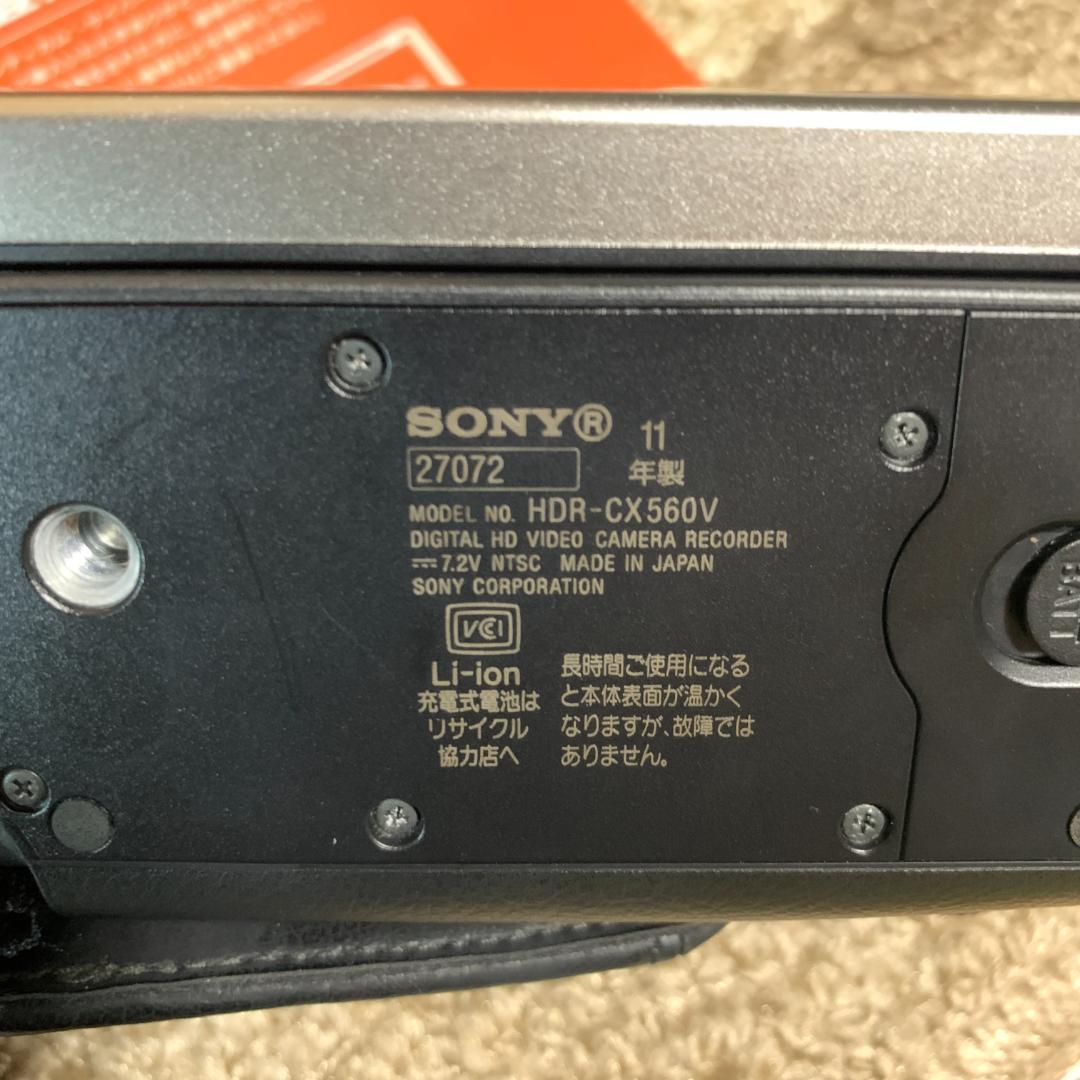 SONY®
11
年製
27072
MODEL NO. HDR-CX560V
DIGITAL HD VIDEO CAMERA RECORDER
⎓ 7.2V NTSC MADE IN JAPAN
SONY CORPORATION
VCCI
Li-ion
充電式電池は
リサイクル
協力店へ
長時間ご使用になる
と本体表面が温かく
なりますが、故障では
ありません。
BATT